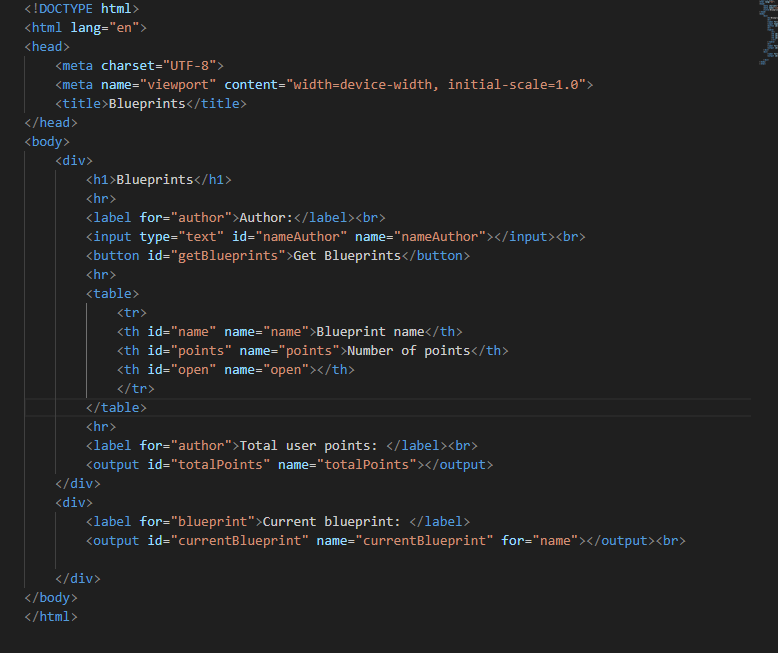 <!DOCTYPE html>
<html lang="en">
<head>
    <meta charset="UTF-8">
    <meta name="viewport" content="width=device-width, initial-scale=1.0">
    <title>Blueprints</title>
</head>
<body>
    <div>
        <h1>Blueprints</h1>
        <hr>
        <label for="author">Author:</label><br>
        <input type="text" id="nameAuthor" name="nameAuthor"></input><br>
        <button id="getBlueprints">Get Blueprints</button>
        <hr>
        <table>
            <tr>
            <th id="name" name="name">Blueprint name</th>
            <th id="points" name="points">Number of points</th>
            <th id="open" name="open"></th>
            </tr>
        </table>
        <hr>
        <label for="author">Total user points: </label><br>
        <output id="totalPoints" name="totalPoints"></output>
    </div>
    <div>
        <label for="blueprint">Current blueprint: </label>
        <output id="currentBlueprint" name="currentBlueprint" for="name"></output><br>

    </div>
</body>
</html>